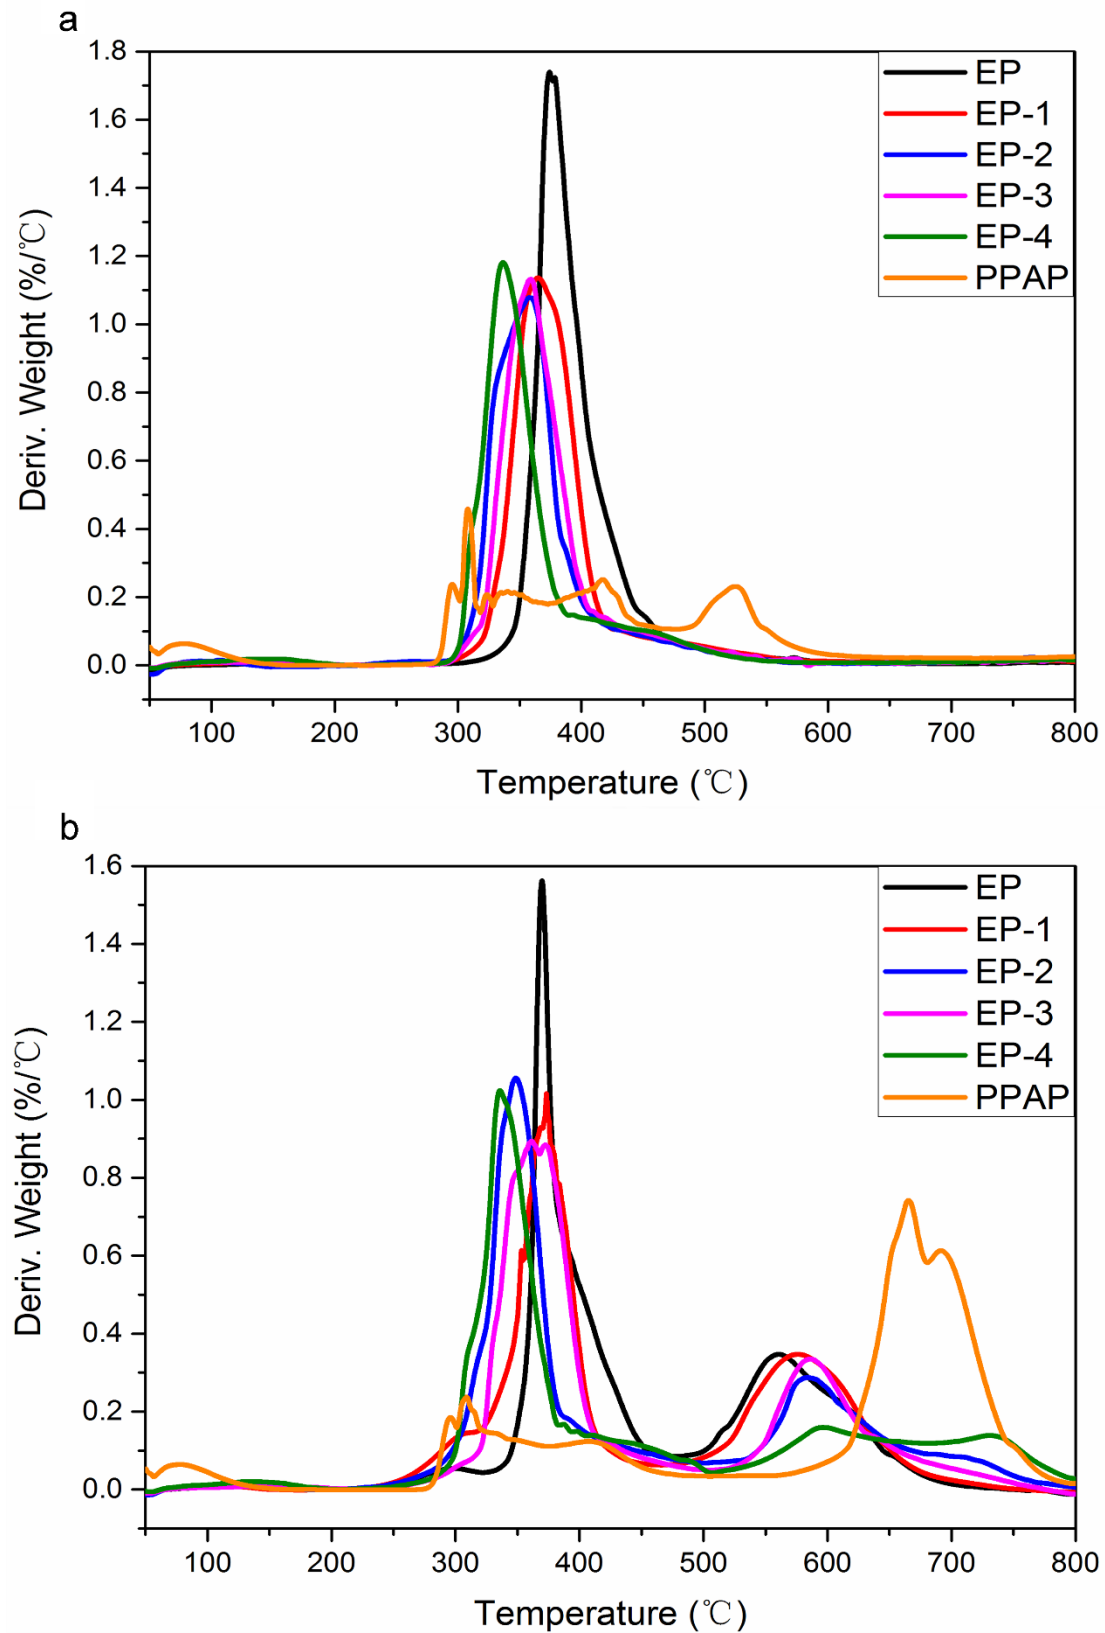 a
1.8
1.6
1.4
1.2
1.0
0.8
0.6
0.4
0.2
0.0
Deriv. Weight (%/℃)
EP
EP-1
EP-2
EP-3
EP-4
PPAP
100 200 300 400 500 600 700 800
Temperature (℃)
b
1.6
1.4
1.2
1.0
0.8
0.6
0.4
0.2
0.0
Deriv. Weight (%/℃)
EP
EP-1
EP-2
EP-3
EP-4
PPAP
100 200 300 400 500 600 700 800
Temperature (℃)